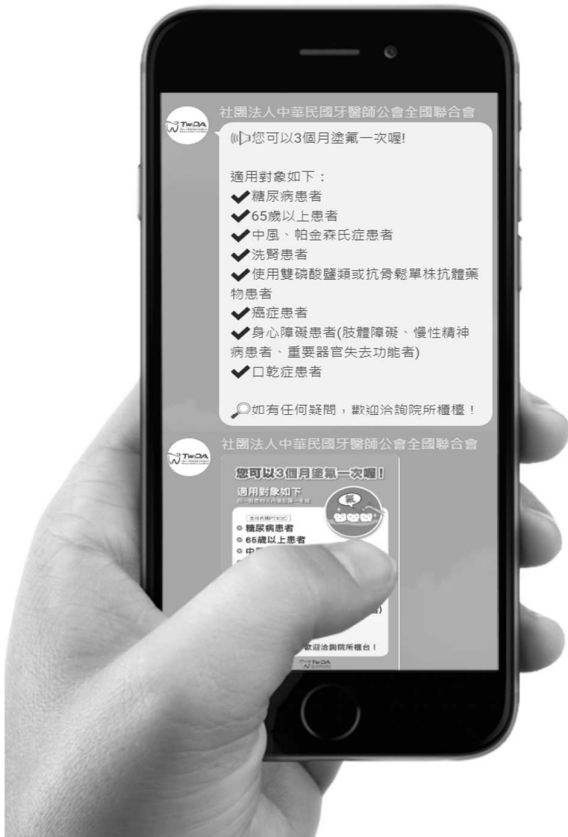 社團法人中華民國牙醫師公會全國聯合會
TwDA
您可以3個月塗氟一次喔!
適用對象如下:
✔糖尿病患者
✔65歲以上患者
✔中風、帕金森氏症患者
✔洗腎患者
✔使用雙磷酸鹽類或抗骨鬆單株抗體藥
物患者
✔癌症患者
✔身心障礙患者(肢體障礙、慢性精神
病患者、重要器官失去功能者)
✔口乾症患者
如有任何疑問,歡迎洽詢院所櫃檯!
社團法人中華民國牙醫師公會全國聯合會
TwDA
您可以3個月塗氟一次喔!
適用對象如下
氟
糖尿病患者
65歲以上患者
中風
歡迎洽詢院所櫃台!
TwDA